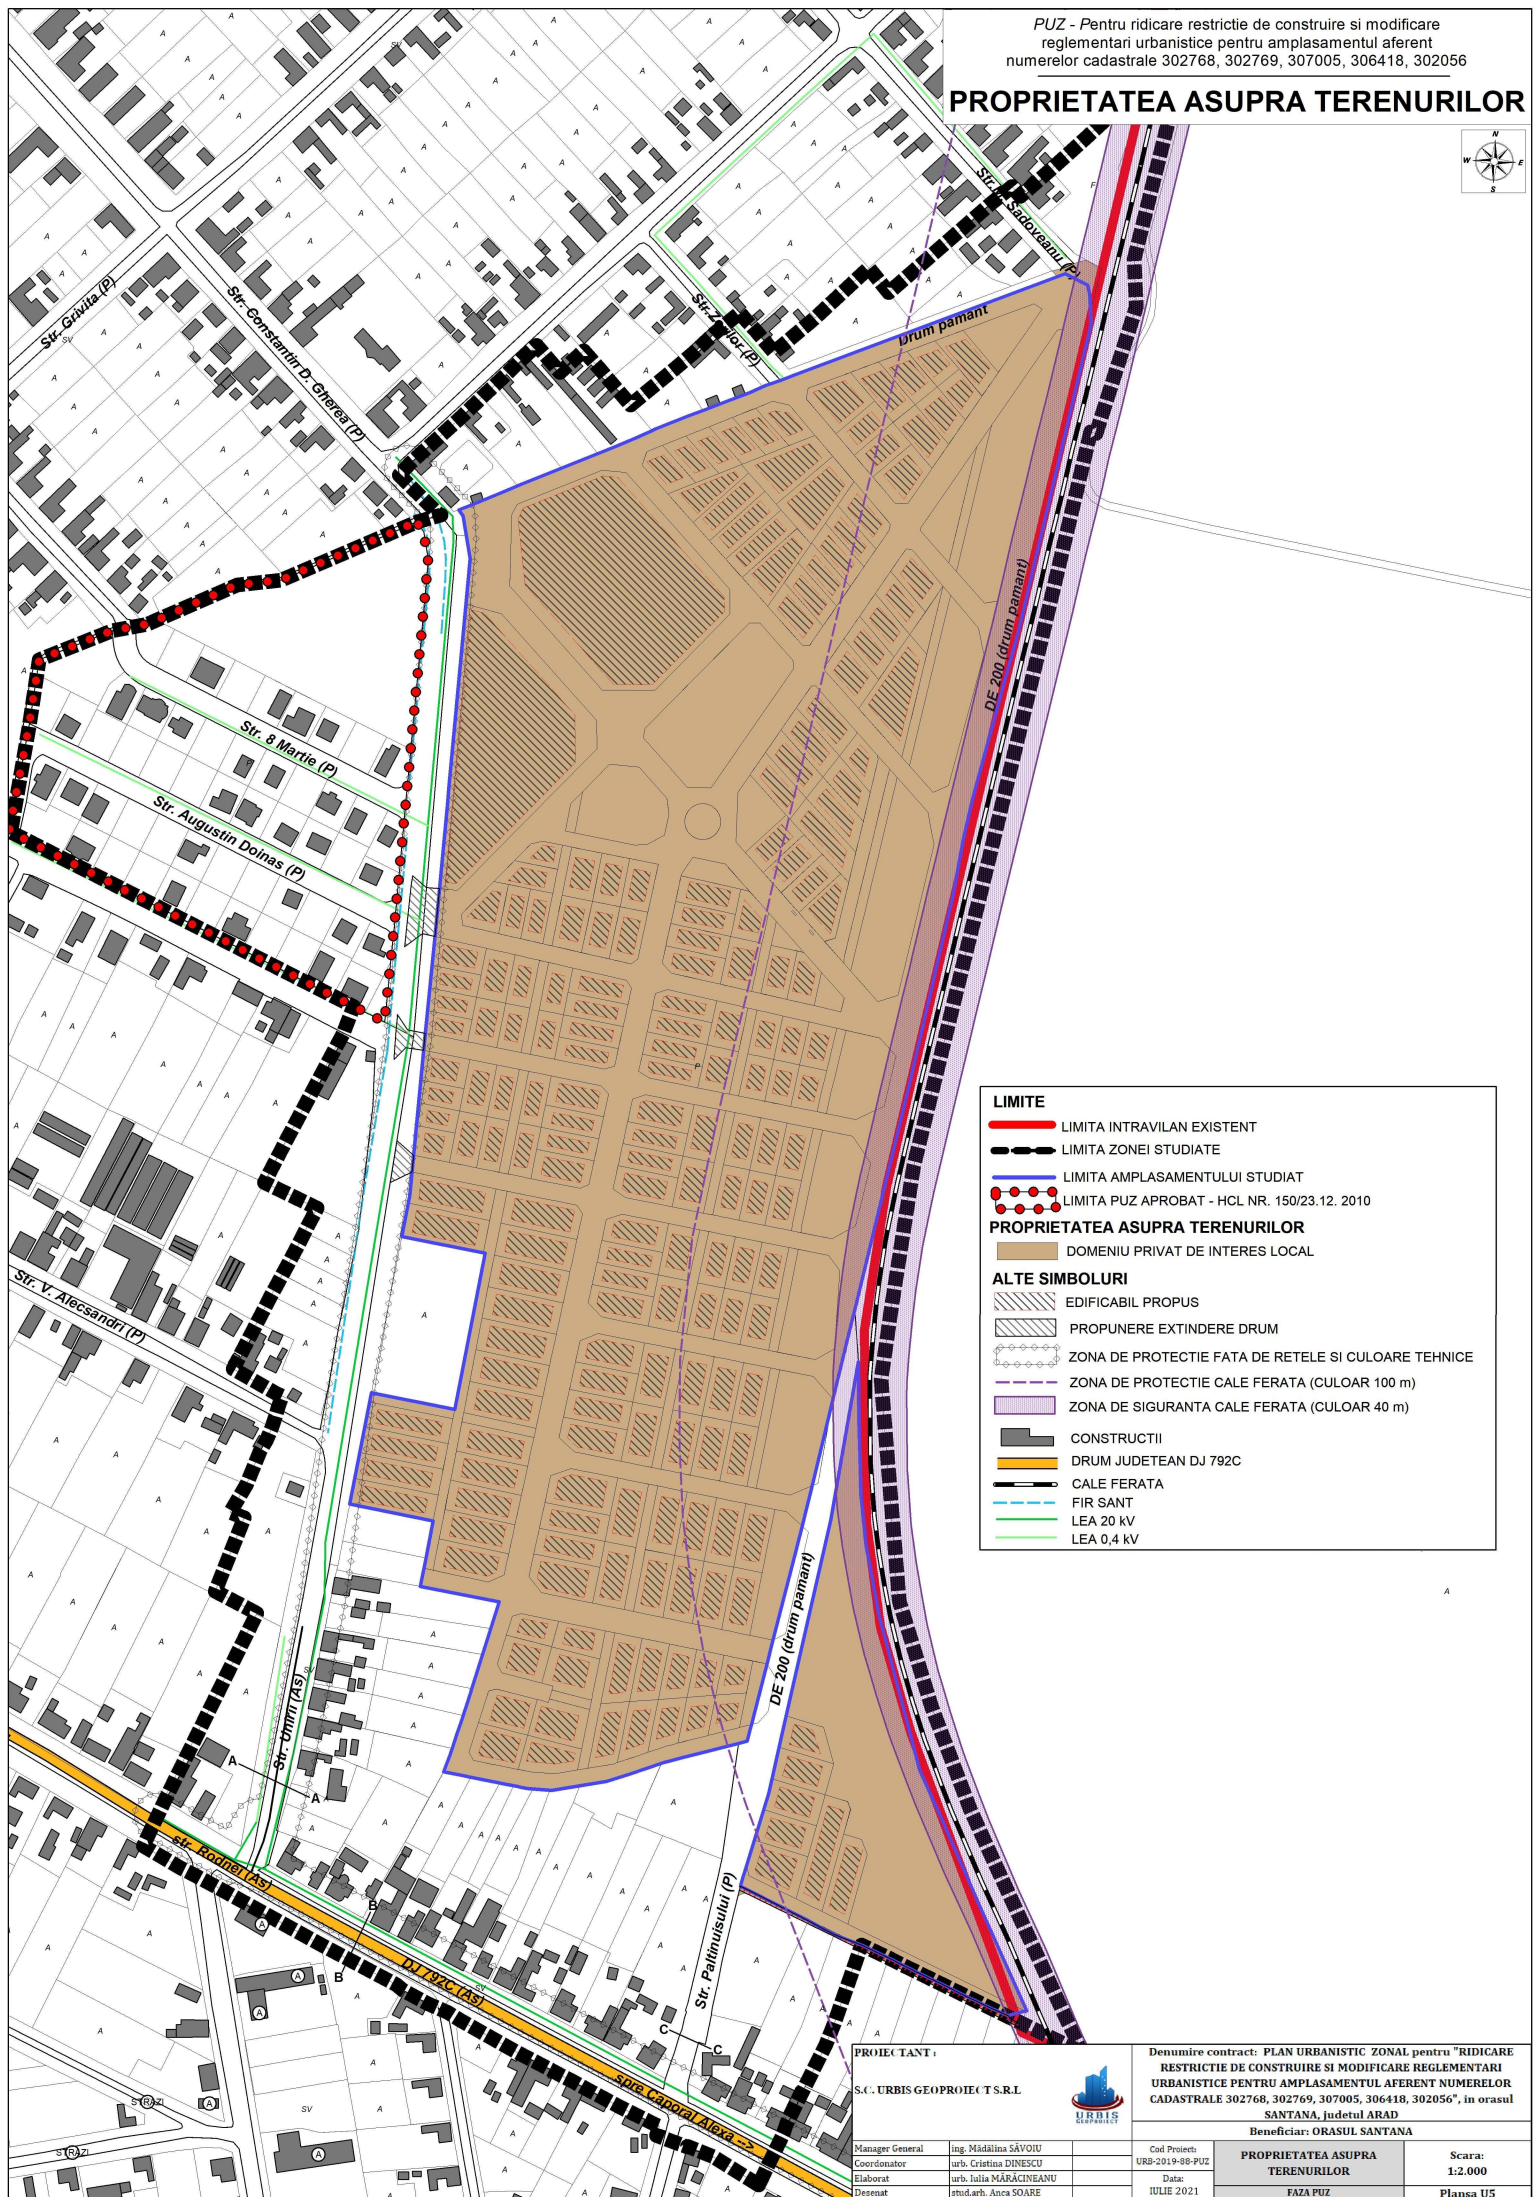 PUZ - Pentru ridicare restrictie de construire si modificare
reglementari urbanistice pentru amplasamentul aferent
numerelor cadastrale 302768, 302769, 307005, 306418, 302056
PROPRIETATEA ASUPRA TERENURILOR
N
W
E
S
Str. Grivita (P)
SV
Str. Constantin D. Gherea (P)
Sadoveanu (P)
Drum pamant
DE 200 (drum pamant)
Str. 8 Martie (P)
Str. Augustin Doinas (P)
Str. V. Alecsandri (P)
DE 200 (drum pamant)
Str. Unirii (As)
A
A
str. Rodnei (As)
B
B
DJ 792C (As)
SV
Str. Paltinuisului (P)
C
C
spre Caporal Alexa -->
STRAZI
STRAZI
SV
LIMITE
LIMITA INTRAVILAN EXISTENT
LIMITA ZONEI STUDIATE
LIMITA AMPLASAMENTULUI STUDIAT
LIMITA PUZ APROBAT - HCL NR. 150/23.12. 2010
PROPRIETATEA ASUPRA TERENURILOR
DOMENIU PRIVAT DE INTERES LOCAL
ALTE SIMBOLURI
EDIFICABIL PROPUS
PROPUNERE EXTINDERE DRUM
ZONA DE PROTECTIE FATA DE RETELE SI CULOARE TEHNICE
ZONA DE PROTECTIE CALE FERATA (CULOAR 100 m)
ZONA DE SIGURANTA CALE FERATA (CULOAR 40 m)
CONSTRUCTII
DRUM JUDETEAN DJ 792C
CALE FERATA
FIR SANT
LEA 20 kV
LEA 0,4 kV
PROIECTANT :
S.C. URBIS GEOPROIECT S.R.L
URBIS
GEOPROIECT
Denumire contract: PLAN URBANISTIC ZONAL pentru "RIDICARE
RESTRICTIE DE CONSTRUIRE SI MODIFICARE REGLEMENTARI
URBANISTICE PENTRU AMPLASAMENTUL AFERENT NUMERELOR
CADASTRALE 302768, 302769, 307005, 306418, 302056", in orasul
SANTANA, judetul ARAD
Beneficiar: ORASUL SANTANA
Manager General ing. Mădălina SĂVOIU
Coordonator urb. Cristina DINESCU
Elaborat urb. Iulia MĂRĂCINEANU
Desenat stud.arh. Anca SOARE
Cod Proiect:
URB-2019-88-PUZ
Data:
IULIE 2021
PROPRIETATEA ASUPRA
TERENURILOR
FAZA PUZ
Scara:
1:2.000
Plansa U5